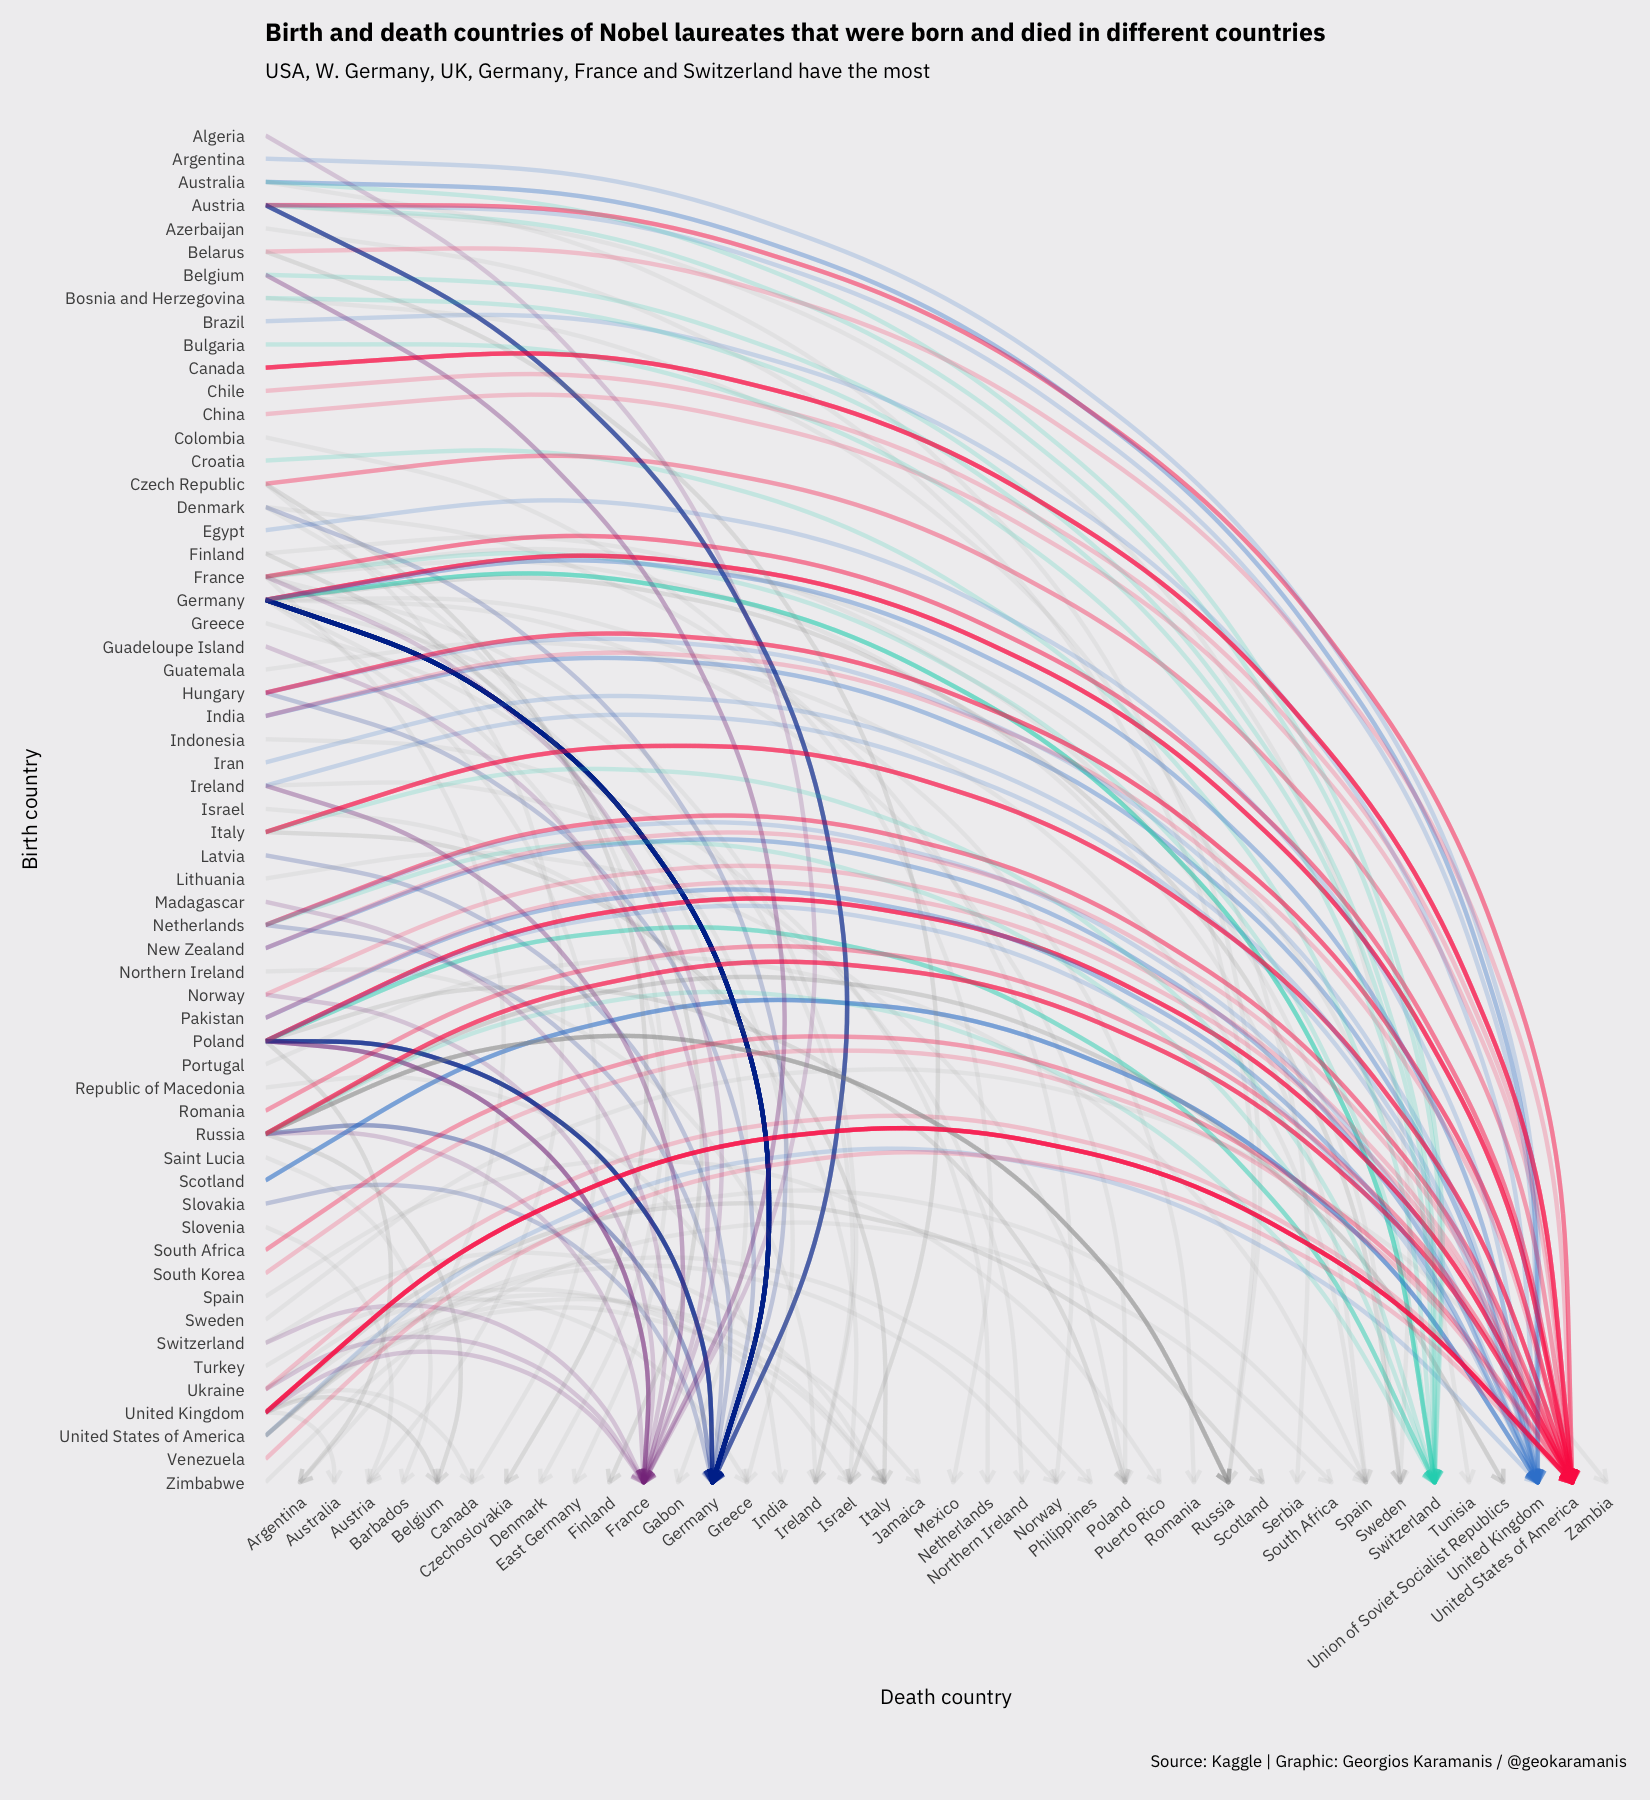 Birth and death countries of Nobel laureates that were born and died in different countries
USA, W. Germany, UK, Germany, France and Switzerland have the most
Birth country
Algeria
Argentina
Australia
Austria
Azerbaijan
Belarus
Belgium
Bosnia and Herzegovina
Brazil
Bulgaria
Canada
Chile
China
Colombia
Croatia
Czech Republic
Denmark
Egypt
Finland
France
Germany
Greece
Guadeloupe Island
Guatemala
Hungary
India
Indonesia
Iran
Ireland
Israel
Italy
Latvia
Lithuania
Madagascar
Netherlands
New Zealand
Northern Ireland
Norway
Pakistan
Poland
Portugal
Republic of Macedonia
Romania
Russia
Saint Lucia
Scotland
Slovakia
Slovenia
South Africa
South Korea
Spain
Sweden
Switzerland
Turkey
Ukraine
United Kingdom
United States of America
Venezuela
Zimbabwe
Argentina
Australia
Austria
Barbados
Belgium
Canada
Czechoslovakia
Denmark
East Germany
Finland
France
Gabon
Germany
Greece
India
Ireland
Israel
Italy
Jamaica
Mexico
Netherlands
Northern Ireland
Norway
Philippines
Poland
Puerto Rico
Romania
Russia
Scotland
Serbia
South Africa
Spain
Sweden
Switzerland
Tunisia
Union of Soviet Socialist Republics
United Kingdom
United States of America
Zambia
Death country
Source: Kaggle | Graphic: Georgios Karamanis / @geokaramanis